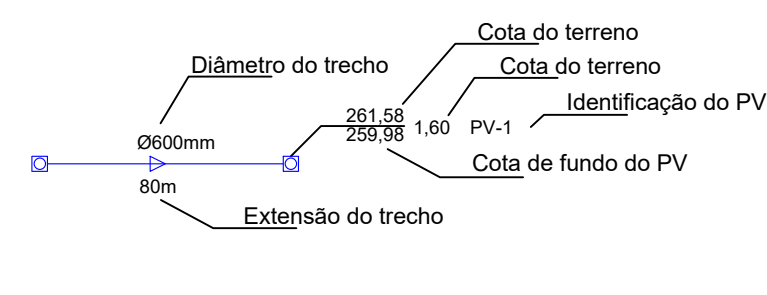 Cota do terreno
Diâmetro do trecho
Cota do terreno
Identificação do PV
261,58
259,98
1,60
PV-1
Ø600mm
80m
Cota de fundo do PV
Extensão do trecho